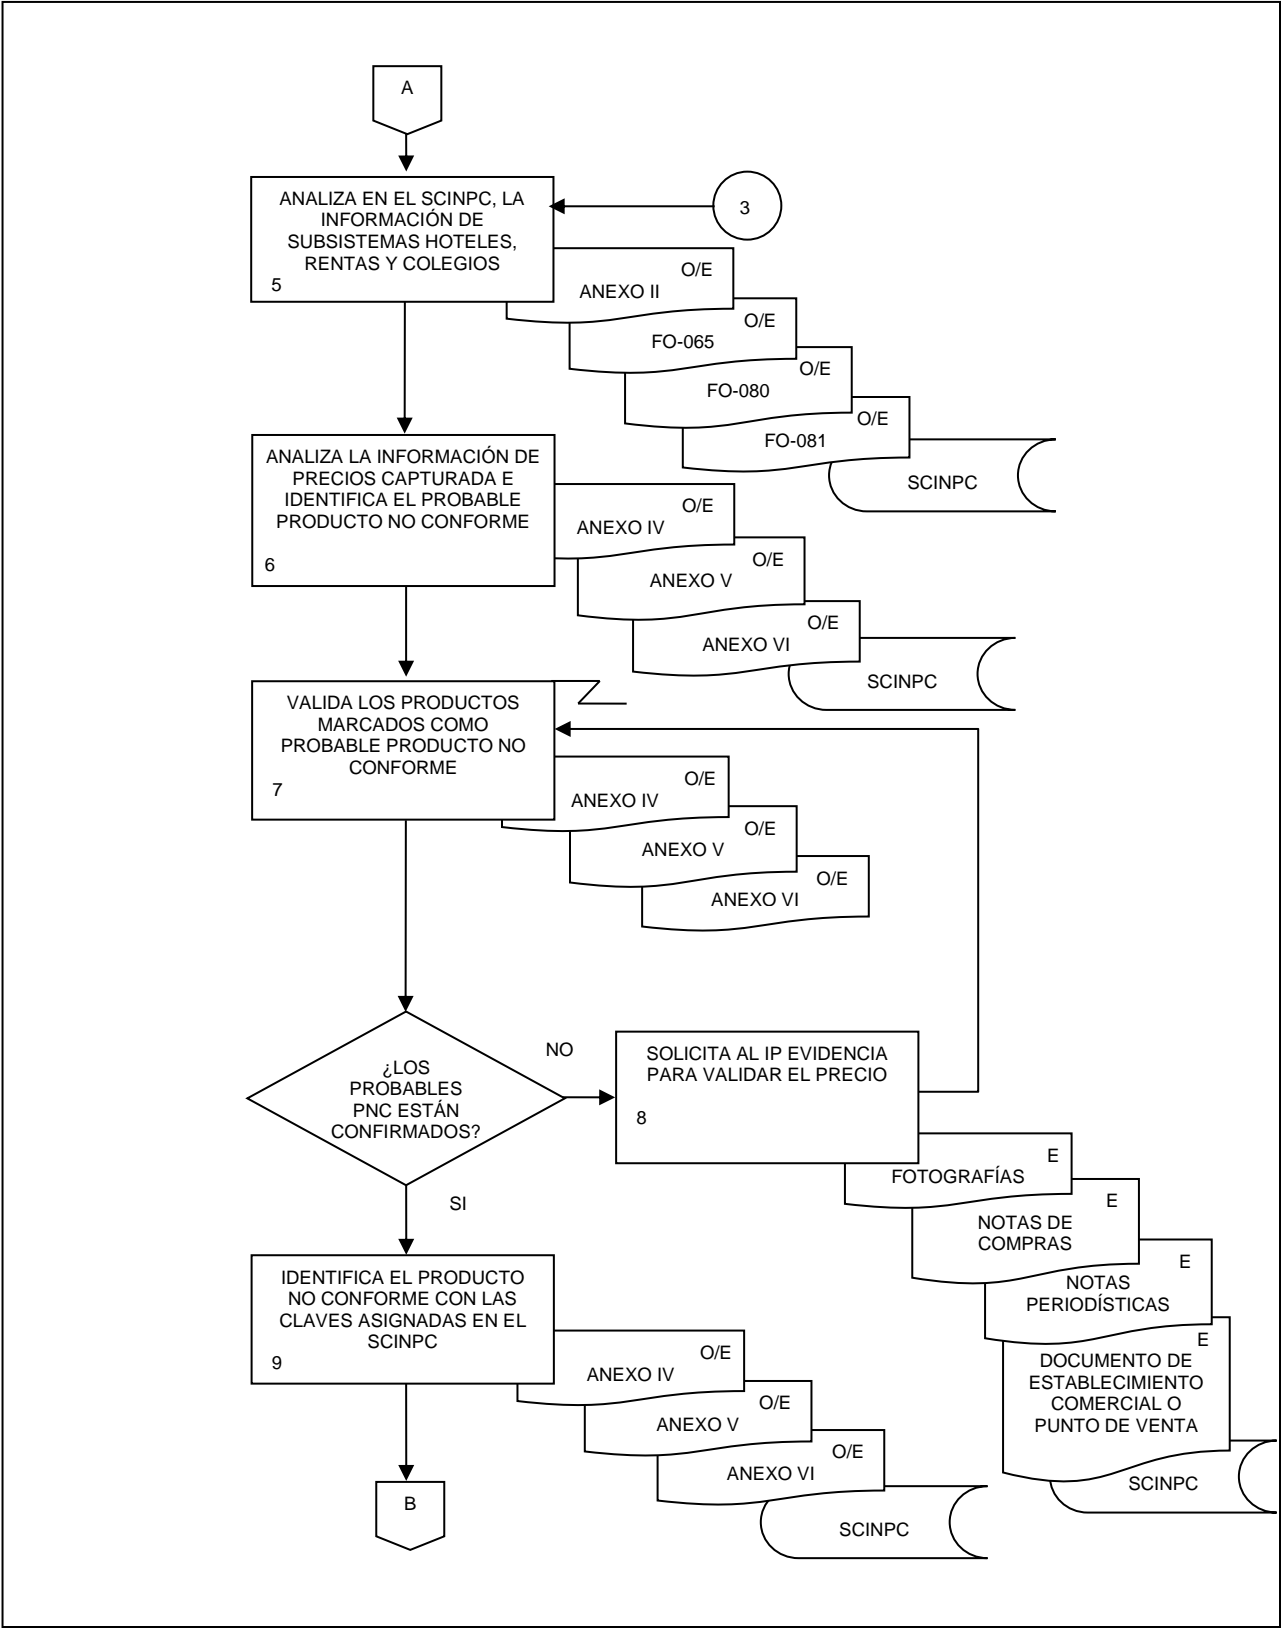 A
ANALIZA EN EL SCINPC, LA
INFORMACIÓN DE
SUBSISTEMAS HOTELES,
RENTAS Y COLEGIOS
5
3
O/E
ANEXO II
O/E
FO-065
O/E
FO-080
O/E
FO-081
SCINPC
ANALIZA LA INFORMACIÓN DE
PRECIOS CAPTURADA E
IDENTIFICA EL PROBABLE
PRODUCTO NO CONFORME
6
O/E
ANEXO IV
O/E
ANEXO V
O/E
ANEXO VI
SCINPC
VALIDA LOS PRODUCTOS
MARCADOS COMO
PROBABLE PRODUCTO NO
CONFORME
7
O/E
ANEXO IV
O/E
ANEXO V
O/E
ANEXO VI
¿LOS
PROBABLES
PNC ESTÁN
CONFIRMADOS?
NO
SI
SOLICITA AL IP EVIDENCIA
PARA VALIDAR EL PRECIO
8
E
FOTOGRAFÍAS
E
NOTAS DE
COMPRAS
E
NOTAS
PERIODÍSTICAS
E
DOCUMENTO DE
ESTABLECIMIENTO
COMERCIAL O
PUNTO DE VENTA
SCINPC
IDENTIFICA EL PRODUCTO
NO CONFORME CON LAS
CLAVES ASIGNADAS EN EL
SCINPC
9
O/E
ANEXO IV
O/E
ANEXO V
O/E
ANEXO VI
SCINPC
B